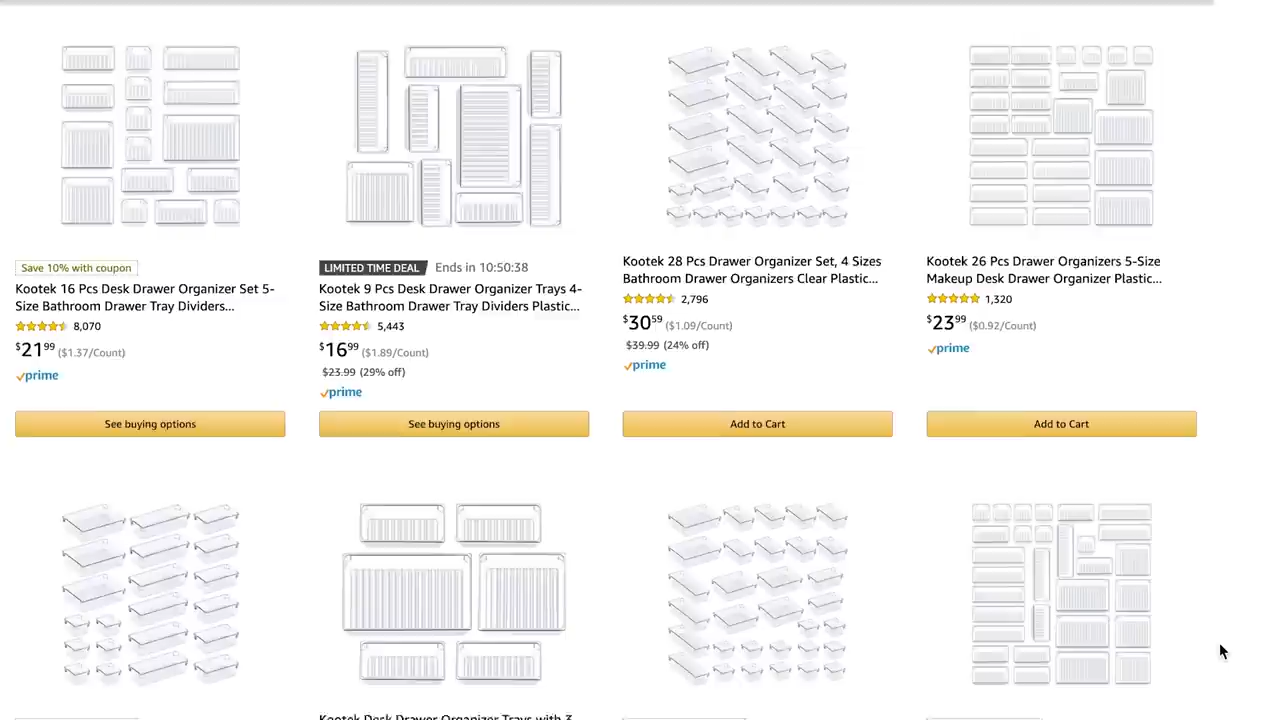 Save 10% with coupon
Kootek 16 Pcs Desk Drawer Organizer Set 5-
Size Bathroom Drawer Tray Dividers...
8,070
$21.99 ($1.37/Count)
prime
See buying options
LIMITED TIME DEAL Ends in 10:50:38
Kootek 9 Pcs Desk Drawer Organizer Trays 4-
Size Bathroom Drawer Tray Dividers Plastic...
5,443
$16.99 ($1.89/Count)
$23.99 (29% off)
prime
See buying options
Kootek 28 Pcs Drawer Organizer Set, 4 Sizes
Bathroom Drawer Organizers Clear Plastic...
2,796
$30.59 ($1.09/Count)
$39.99 (24% off)
prime
Add to Cart
Kootek 26 Pcs Drawer Organizers 5-Size
Makeup Desk Drawer Organizer Plastic...
1,320
$23.99 ($0.92/Count)
prime
Add to Cart
Kootek Desk Drawer Organizer Trays with 3